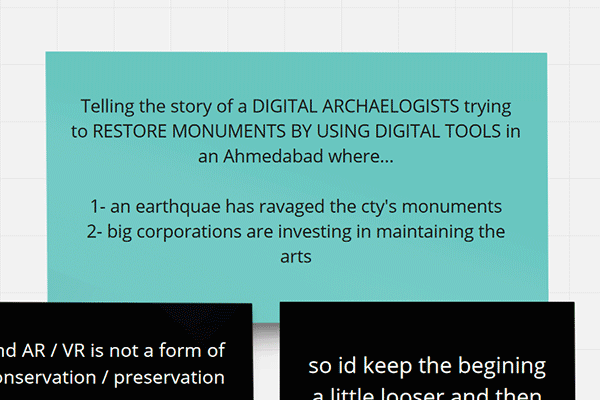 Telling the story of a DIGITAL ARCHAELOGISTS trying
to RESTORE MONUMENTS BY USING DIGITAL TOOLS in
an Ahmedabad where...
1- an earthquae has ravaged the cty's monuments
2- big corporations are investing in maintaining the
arts
AR / VR is not a form of
/ preservation
so id keep the begining
a little looser and then